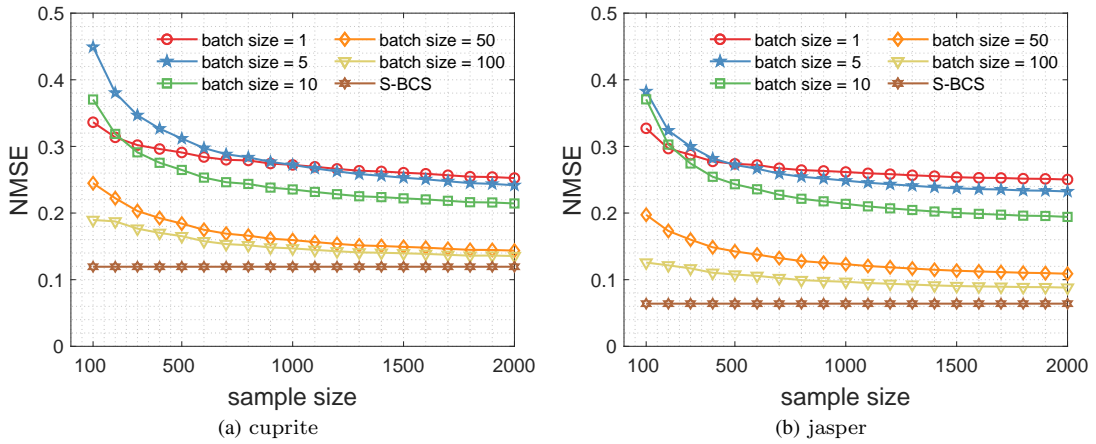 0.5
0.4
0.3
0.2
0.1
0
NMSE
batch size = 1
batch size = 5
batch size = 10
batch size = 50
batch size = 100
S-BCS
100 500 1000 1500 2000
sample size
(a) cuprite
0.5
0.4
0.3
0.2
0.1
0
NMSE
batch size = 1
batch size = 5
batch size = 10
batch size = 50
batch size = 100
S-BCS
100 500 1000 1500 2000
sample size
(b) jasper